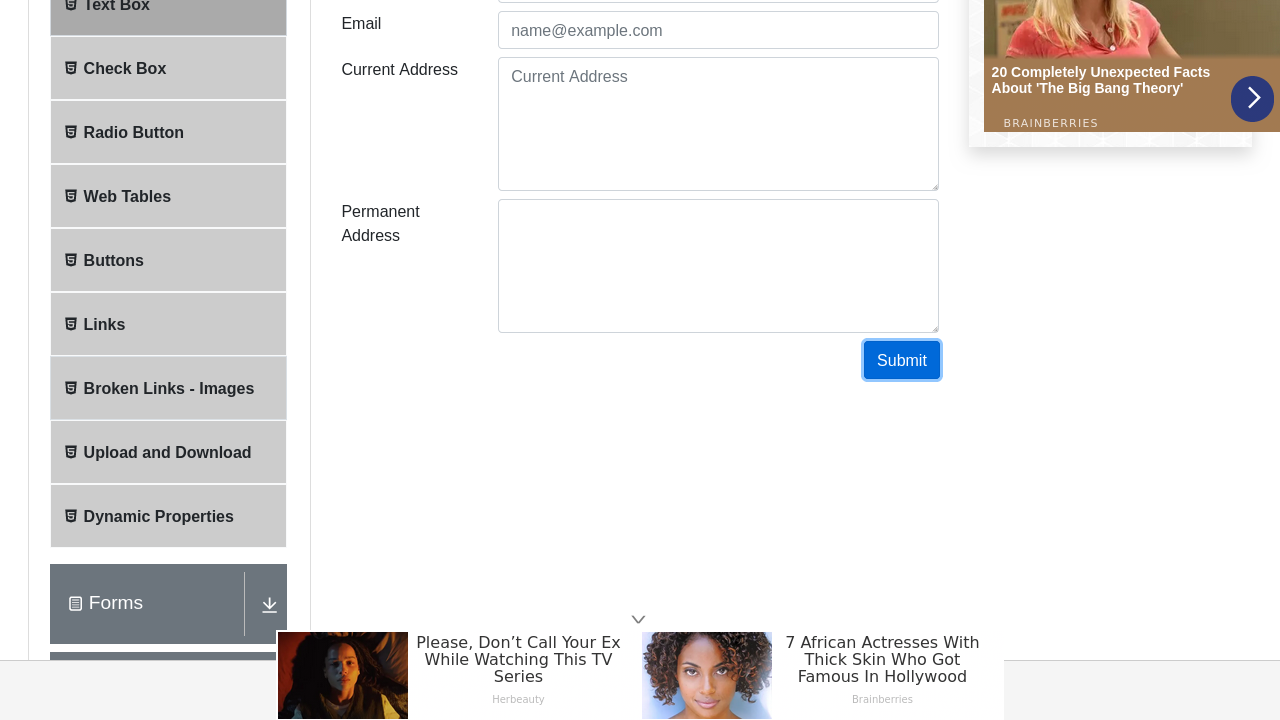 Text Box
Check Box
Radio Button
Web Tables
Buttons
Links
Broken Links - Images
Upload and Download
Dynamic Properties
Forms
Email
name@example.com
Current Address
Current Address
Permanent
Address
Submit
20 Completely Unexpected Facts
About 'The Big Bang Theory'
BRAINBERRIES
Please, Don’t Call Your Ex
While Watching This TV
Series
Herbeauty
7 African Actresses With
Thick Skin Who Got
Famous In Hollywood
Brainberries